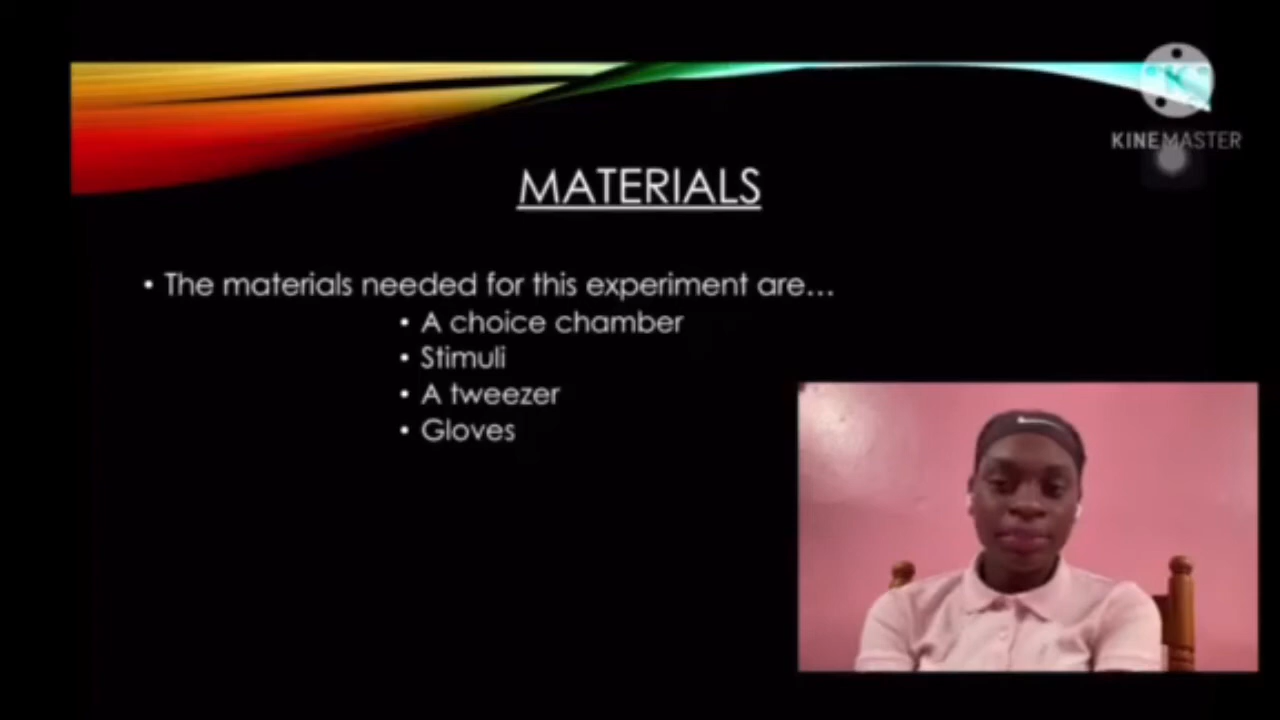 KINEMASTER
MATERIALS
• The materials needed for this experiment are...
• A choice chamber
• Stimuli
• A tweezer
• Gloves